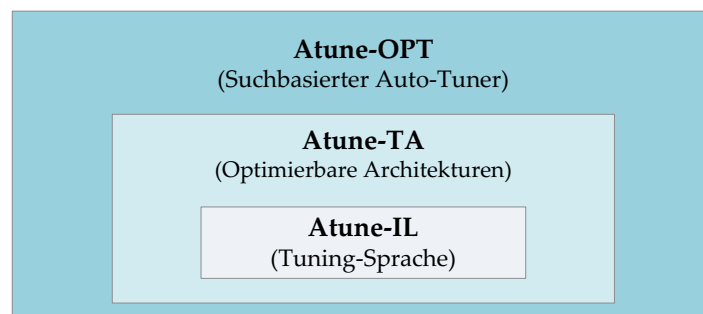 Atune-OPT
(Suchbasierter Auto-Tuner)
Atune-TA
(Optimierbare Architekturen)
Atune-IL
(Tuning-Sprache)